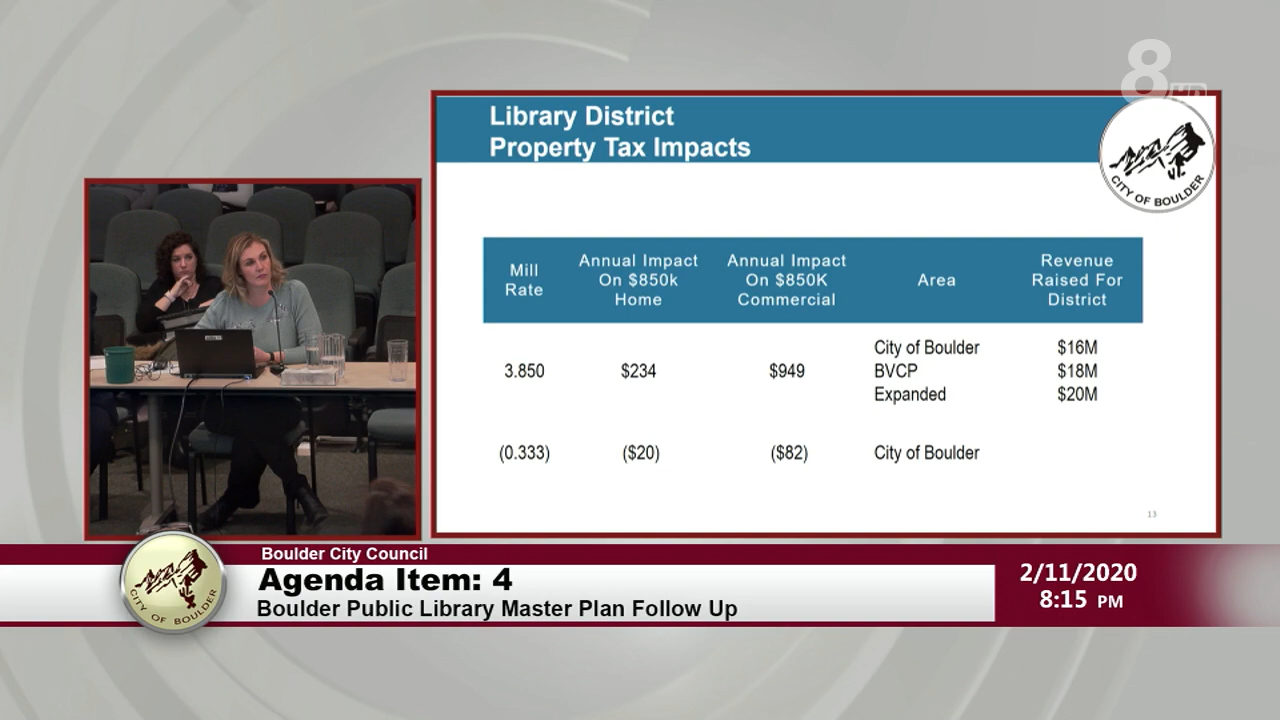 8
HD
Library District
Property Tax Impacts
CITY OF BOULDER
Mill
Rate
Annual Impact
On $850k
Home
Annual Impact
On $850K
Commercial
Area
Revenue
Raised For
District
3.850
$234
$949
City of Boulder
BVCP
Expanded
$16M
$18M
$20M
(0.333)
($20)
($82)
City of Boulder
13
Boulder City Council
Agenda Item: 4
Boulder Public Library Master Plan Follow Up
CITY OF BOULDER
2/11/2020
8:15 PM